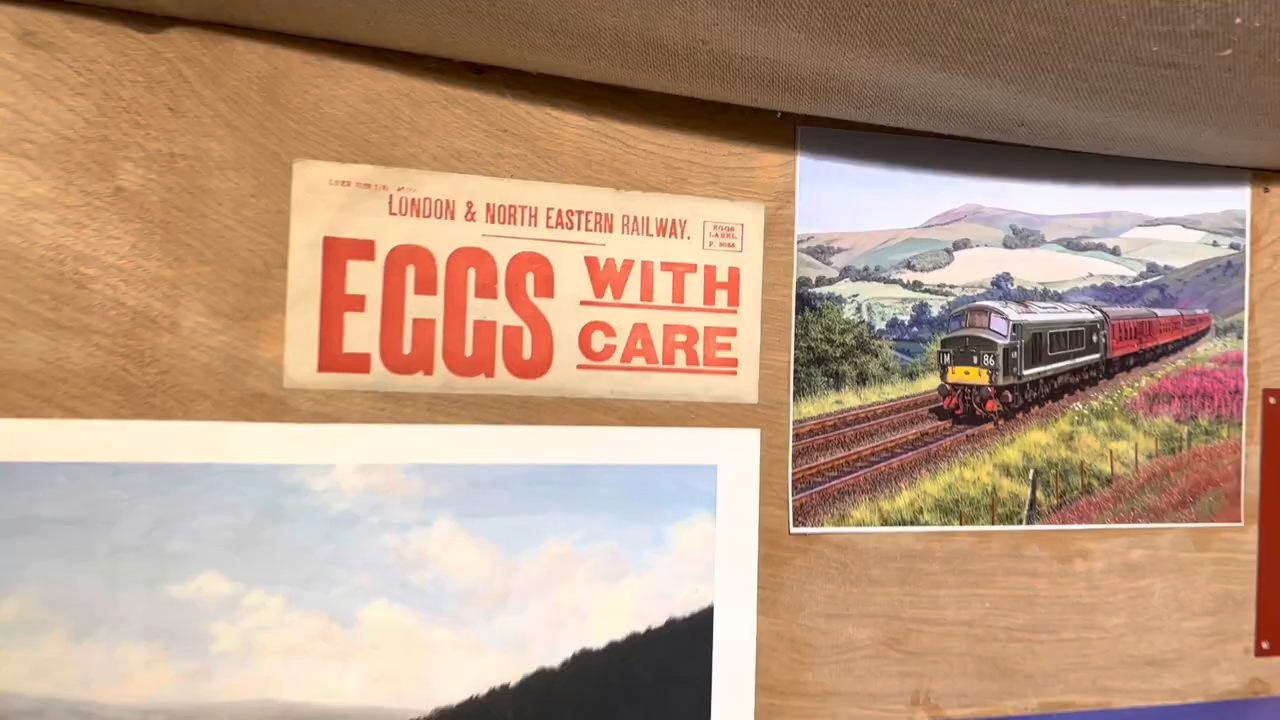 LONDON & NORTH EASTERN RAILWAY.
EGGS
LABEL.
EGGS WITH
CARE
1M 86